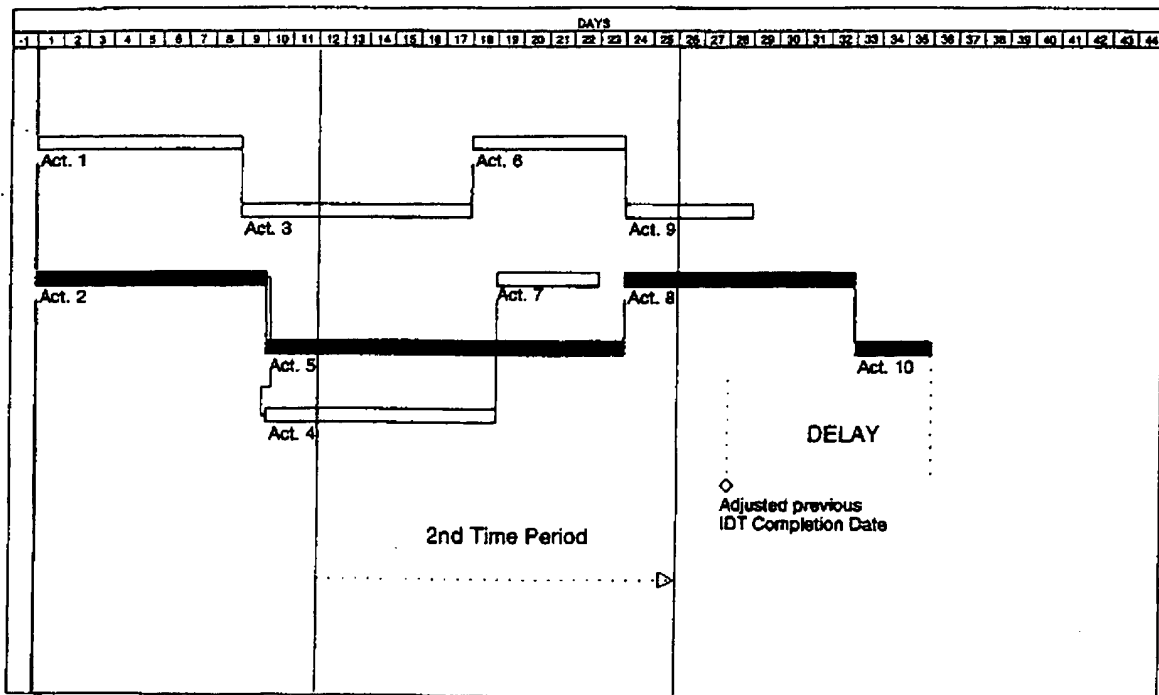 DAYS
-1 1 2 3 4 5 6 7 8 9 10 11 12 13 14 15 16 17 18 19 20 21 22 23 24 25 26 27 28 29 30 31 32 33 34 35 36 37 38 39 40 41 42 43 44
Act. 1
Act. 6
Act. 3
Act. 9
Act. 2
Act. 7
Act. 8
Act. 5
Act. 10
Act. 4
DELAY
Adjusted previous
IDT Completion Date
2nd Time Period